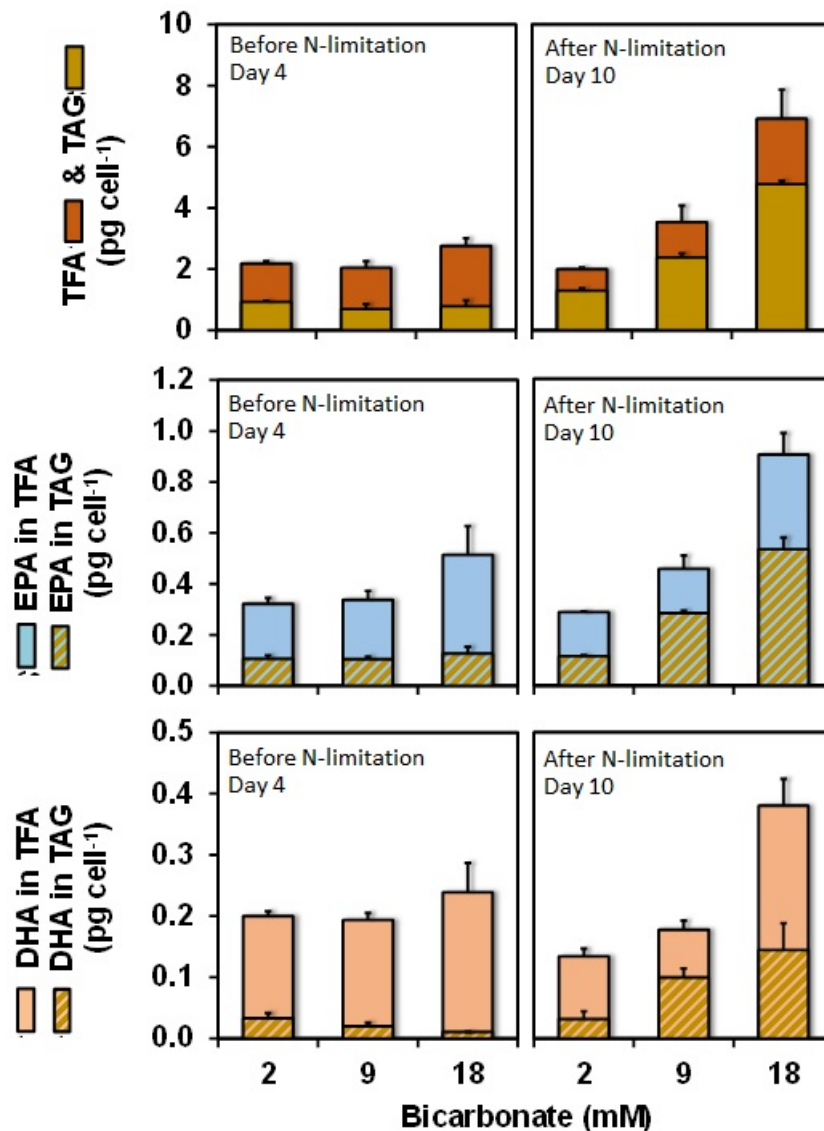 TFA & TAG
(pg cell-1)
10
8
6
4
2
0
Before N-limitation
Day 4
After N-limitation
Day 10
EPA in TFA
EPA in TAG
(pg cell-1)
1.2
1.0
0.8
0.6
0.4
0.2
0.0
Before N-limitation
Day 4
After N-limitation
Day 10
DHA in TFA
DHA in TAG
(pg cell-1)
0.5
0.4
0.3
0.2
0.1
0.0
Before N-limitation
Day 4
After N-limitation
Day 10
2 9 18 2 9 18
Bicarbonate (mM)